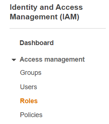 Identity and Access
Management (IAM)
Dashboard
Access management
Groups
Users
Roles
Policies